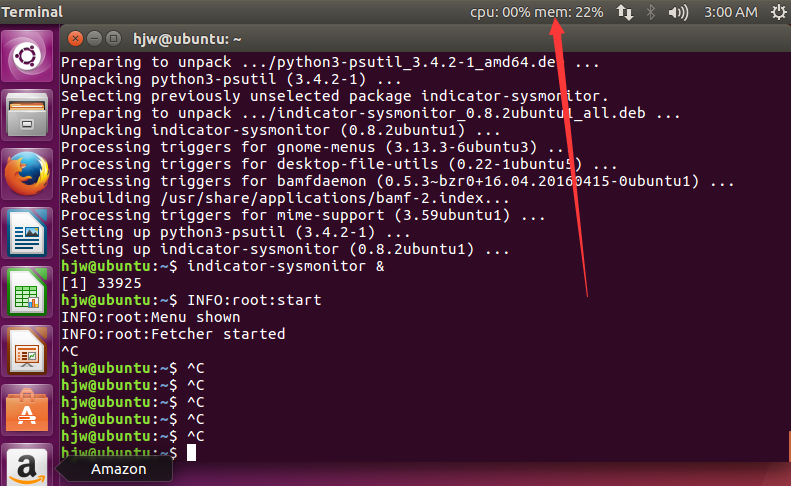 Terminal
cpu: 00% mem: 22%
3:00 AM
hjw@ubuntu: ~
Preparing to unpack .../python3-psutil_3.4.2-1_amd64.deb ...
Unpacking python3-psutil (3.4.2-1) ...
Selecting previously unselected package indicator-sysmonitor.
Preparing to unpack .../indicator-sysmonitor_0.8.2ubuntu1_all.deb ...
Unpacking indicator-sysmonitor (0.8.2ubuntu1) ...
Processing triggers for gnome-menus (3.13.3-6ubuntu3) ...
Processing triggers for desktop-file-utils (0.22-1ubuntu5) ...
Processing triggers for bamfdaemon (0.5.3~bzr0+16.04.20160415-0ubuntu1) ...
Rebuilding /usr/share/applications/bamf-2.index...
Processing triggers for mime-support (3.59ubuntu1) ...
Setting up python3-psutil (3.4.2-1) ...
Setting up indicator-sysmonitor (0.8.2ubuntu1) ...
hjw@ubuntu:~$ indicator-sysmonitor &
[1] 33925
hjw@ubuntu:~$ INFO:root:start
INFO:root:Menu shown
INFO:root:Fetcher started
^C
hjw@ubuntu:~$ ^C
hjw@ubuntu:~$ ^C
hjw@ubuntu:~$ ^C
hjw@ubuntu:~$ ^C
hjw@ubuntu:~$ ^C
hjw@ubuntu:~$
Amazon